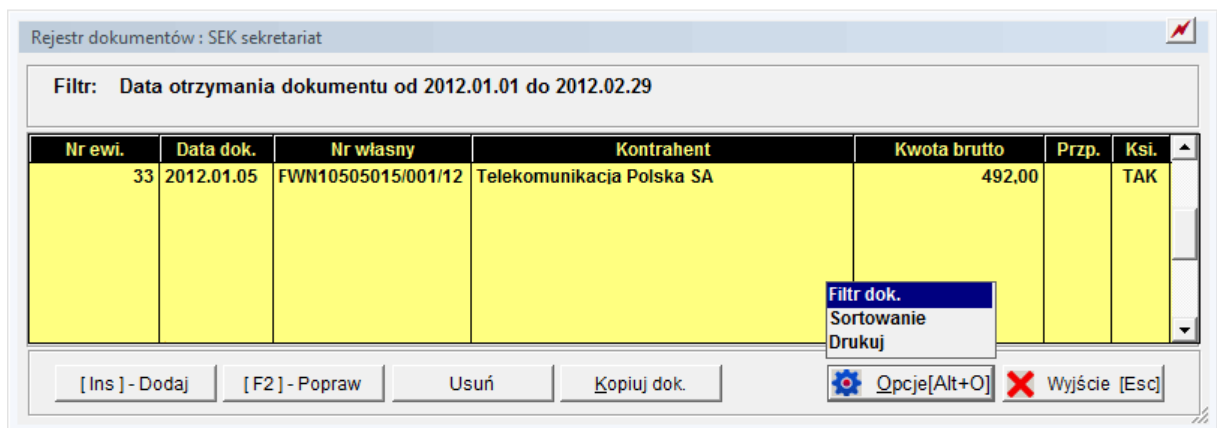 Rejestr dokumentów : SEK sekretariat
Filtr: Data otrzymania dokumentu od 2012.01.01 do 2012.02.29
Nr ewi. Data dok. Nr własny Kontrahent Kwota brutto Przp. Ksi.
33 2012.01.05 FWN10505015/001/12 Telekomunikacja Polska SA 492,00 TAK
Filtr dok.
Sortowanie
Drukuj
[ Ins ] - Dodaj [ F2 ] - Popraw Usuń Kopiuj dok. Opcje[Alt+O] Wyjście [Esc]